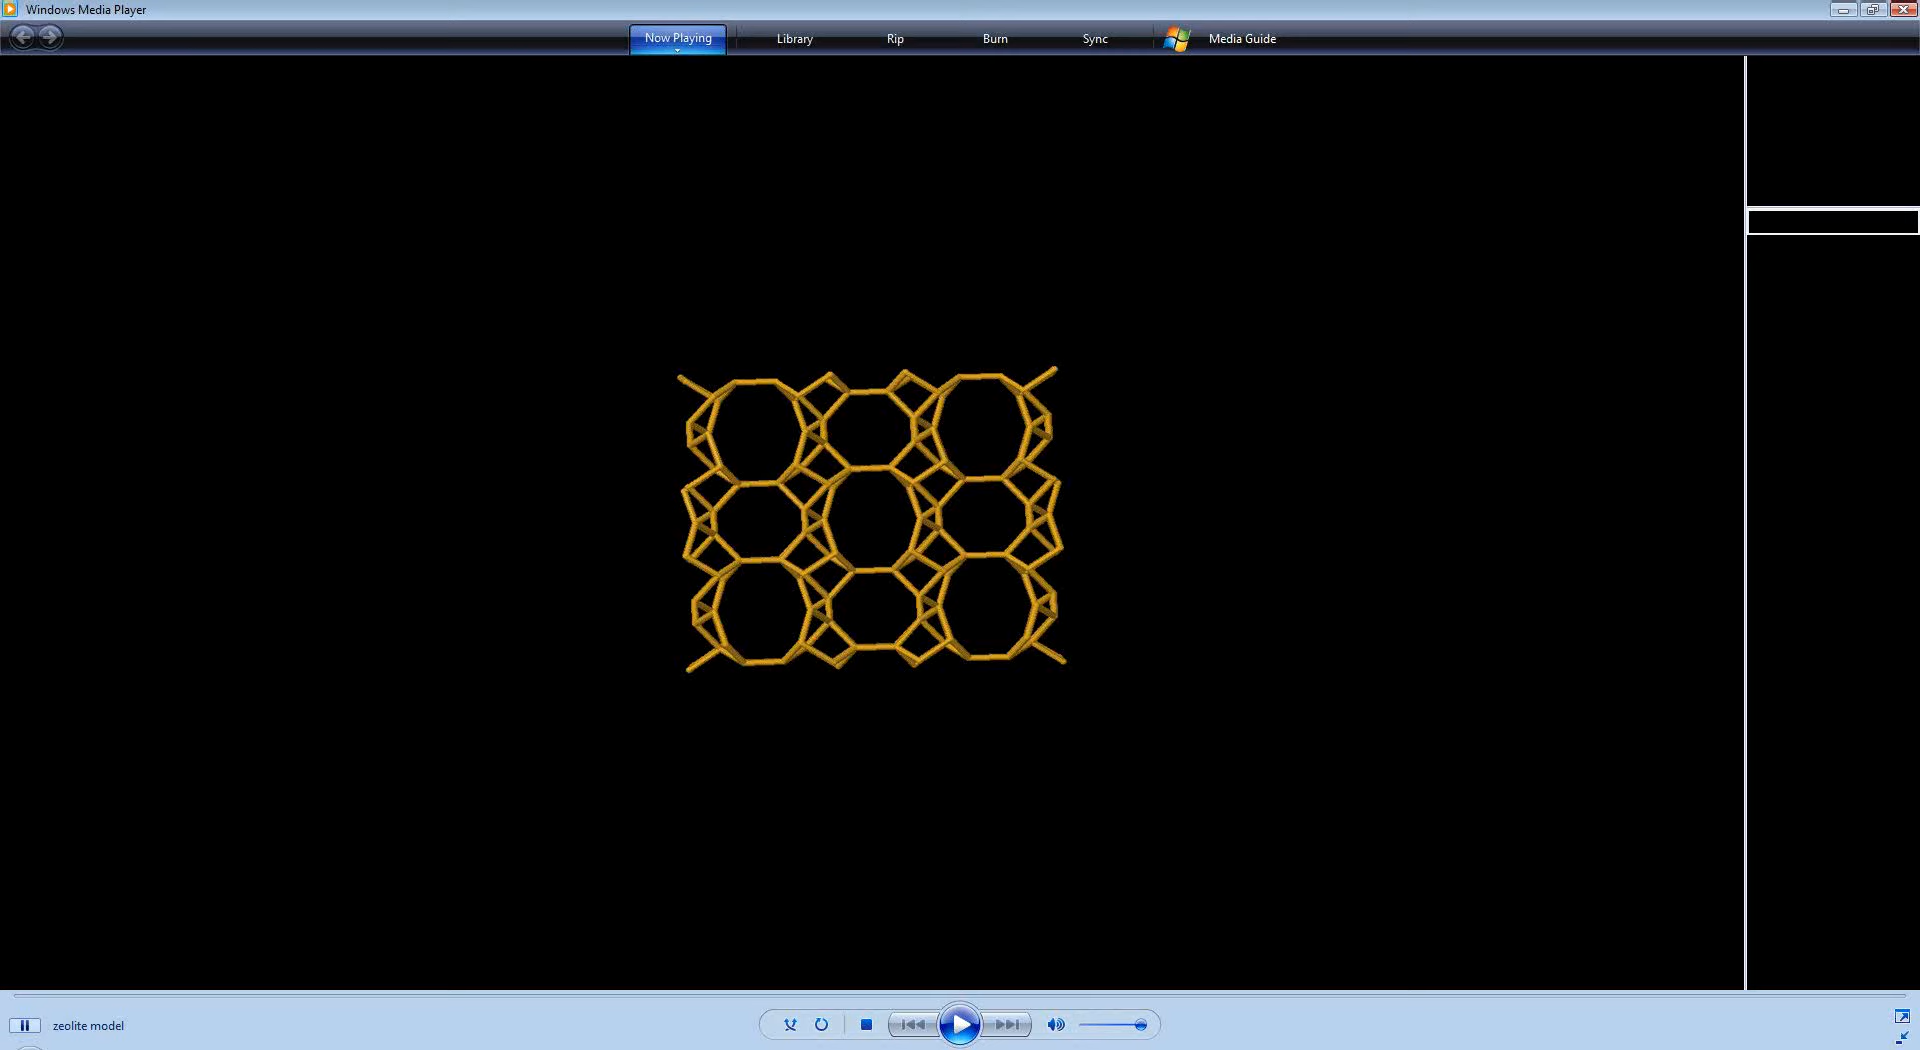 Windows Media Player
Now Playing
Library
Rip
Burn
Sync
Media Guide
zeolite model